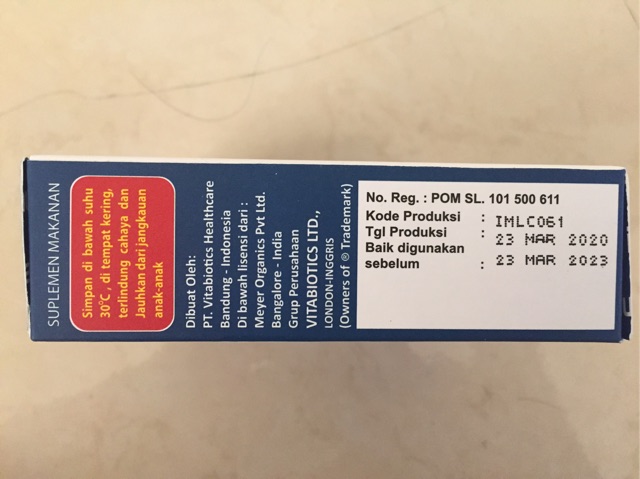 SUPLEMEN MAKANAN
Simpan di bawah suhu
30°C, di tempat kering,
terlindung cahaya dan
Jauhkan dari jangkauan
anak-anak
Dibuat Oleh:
PT. Vitabiotics Healthcare
Bandung - Indonesia
Di bawah lisensi dari :
Meyer Organics Pvt Ltd.
Bangalore - India
Grup Perusahaan
VITABIOTICS LTD.,
LONDON-INGGRIS
(Owners of ® Trademark)
No. Reg. : POM SL. 101 500 611
Kode Produksi : IMLC061
Tgl Produksi : 23 MAR 2020
Baik digunakan
sebelum : 23 MAR 2023